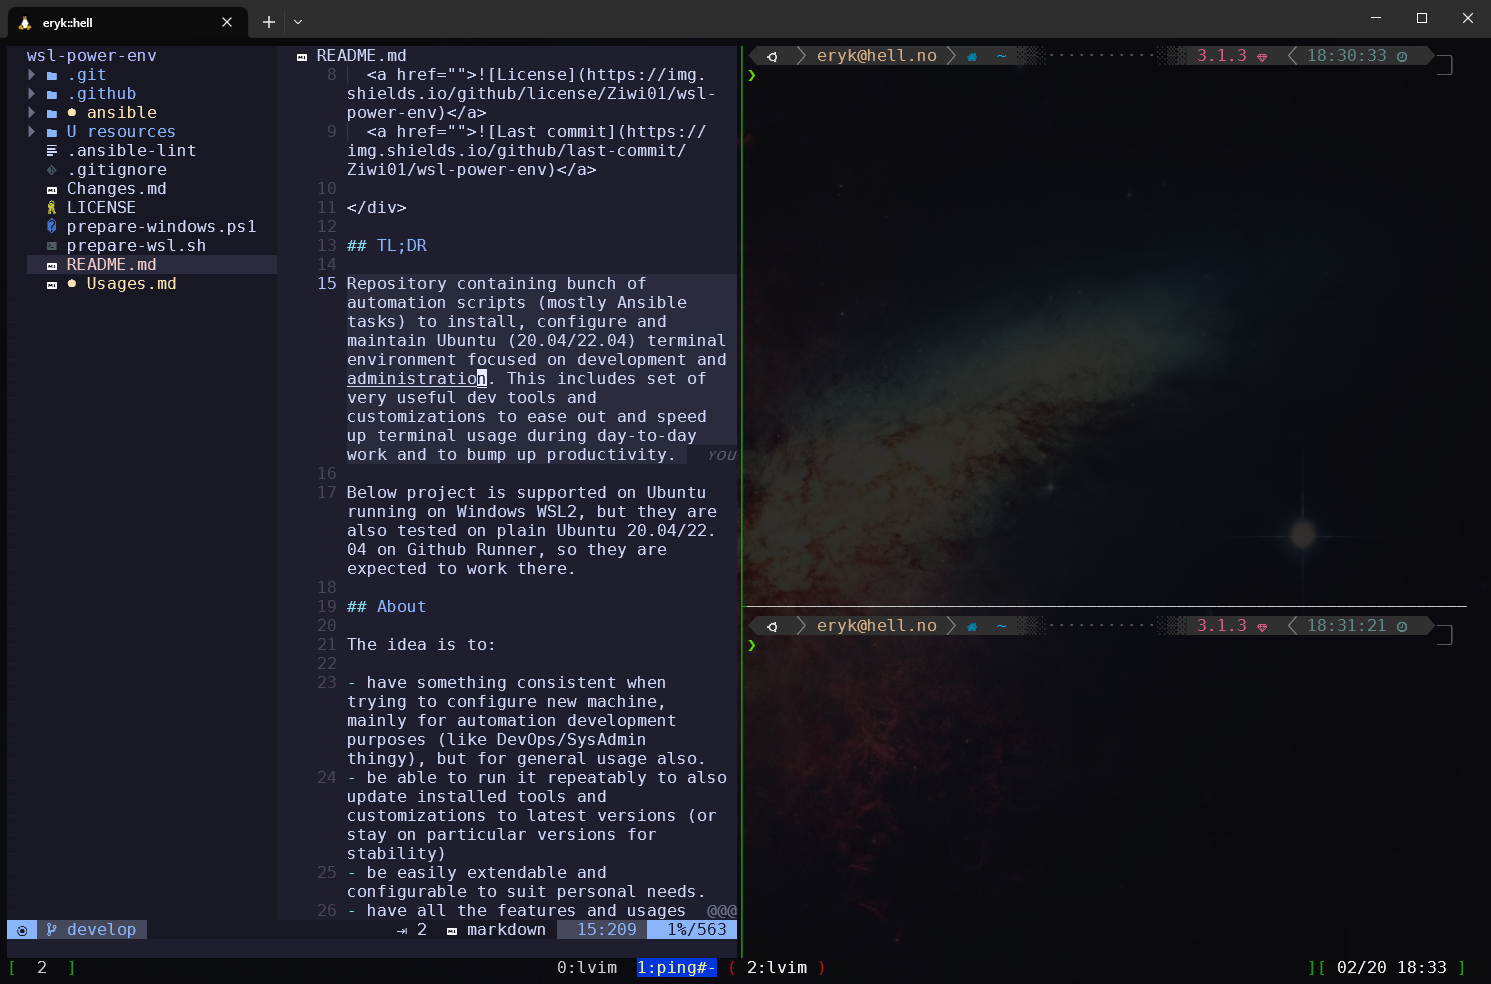 eryk::hell
wsl-power-env
.git
.github
ansible
U resources
.ansible-lint
.gitignore
Changes.md
LICENSE
prepare-windows.ps1
prepare-wsl.sh
README.md
Usages.md
README.md
8 <a href="">![License](https://img.
shields.io/github/license/Ziwi01/wsl-
power-env)</a>
9 <a href="">![Last commit](https://
img.shields.io/github/last-commit/
Ziwi01/wsl-power-env)</a>
10
11 </div>
12
13 ## TL;DR
14
15 Repository containing bunch of
automation scripts (mostly Ansible
tasks) to install, configure and
maintain Ubuntu (20.04/22.04) terminal
environment focused on development and
administration. This includes set of
very useful dev tools and
customizations to ease out and speed
up terminal usage during day-to-day
work and to bump up productivity. You
16
17 Below project is supported on Ubuntu
running on Windows WSL2, but they are
also tested on plain Ubuntu 20.04/22.
04 on Github Runner, so they are
expected to work there.
18
19 ## About
20
21 The idea is to:
22
23 - have something consistent when
trying to configure new machine,
mainly for automation development
purposes (like DevOps/SysAdmin
thingy), but for general usage also.
24 - be able to run it repeatably to also
update installed tools and
customizations to latest versions (or
stay on particular versions for
stability)
25 - be easily extendable and
configurable to suit personal needs.
26 - have all the features and usages @@@
develop
2 markdown 15:209 1%/563
eryk@hell.no ~ 3.1.3 18:30:33
❯
eryk@hell.no ~ 3.1.3 18:31:21
❯
[ 2 ] 0:lvim 1:ping#- ( 2:lvim ) ][ 02/20 18:33 ]